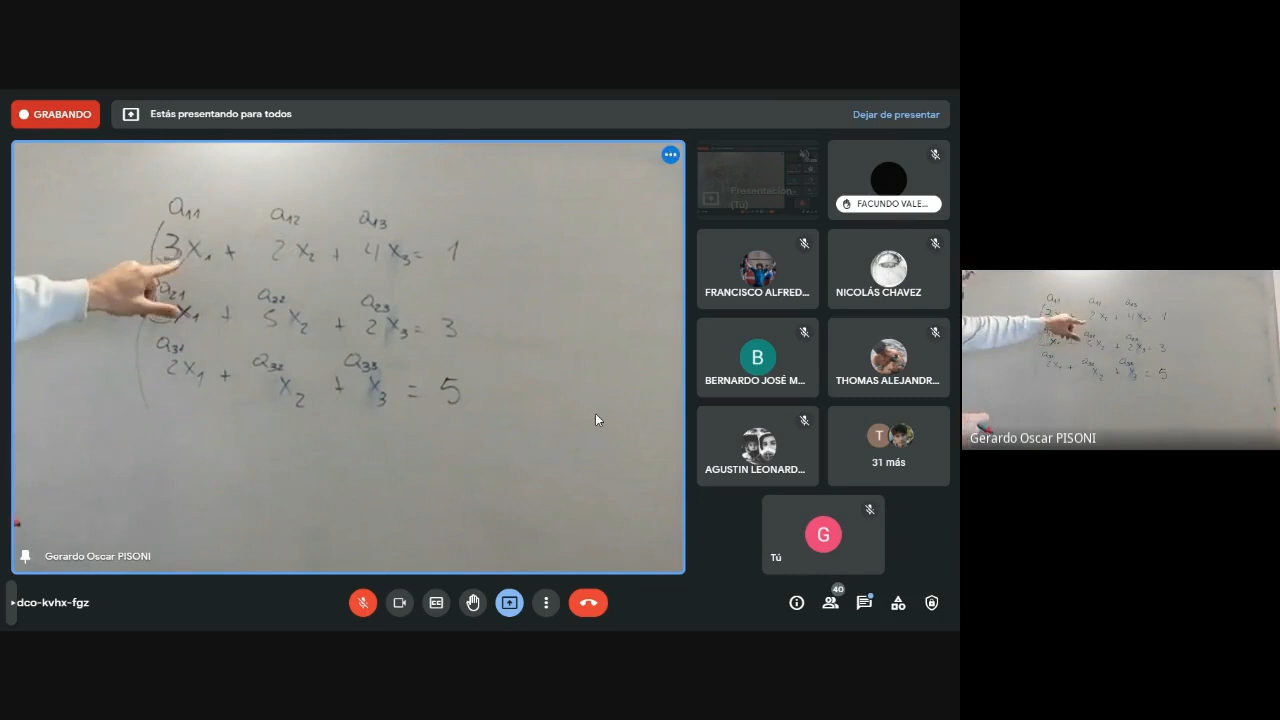 GRABANDO
Estás presentando para todos
Dejar de presentar
Presentación
(Tú)
FACUNDO VALE...
FRANCISCO ALFRED...
NICOLÁS CHAVEZ
B
BERNARDO JOSÉ M...
THOMAS ALEJANDR...
AGUSTIN LEONARD...
T
31 más
G
Tú
a₁₁ a₁₂ a₁₃
3x₁ + 2x₂ + 4x₃ = 1
a₂₁ a₂₂ a₂₃
x₁ + 5x₂ + 2x₃ = 3
a₃₁ a₃₂ a₃₃
2x₁ + x₂ + x₃ = 5
Gerardo Oscar PISONI
dco-kvhx-fgz
40
Gerardo Oscar PISONI